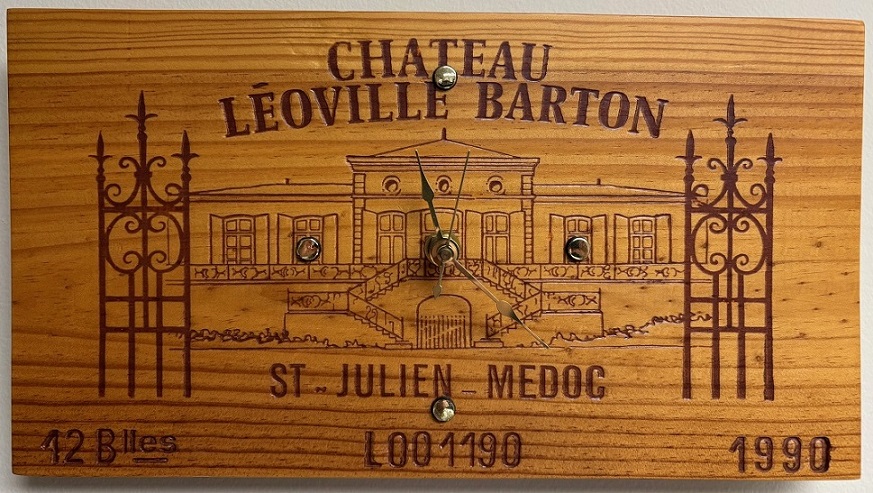 CHATEAU
LÉOVILLE BARTON
ST-JULIEN-MEDOC
12 Blles L001190 1990